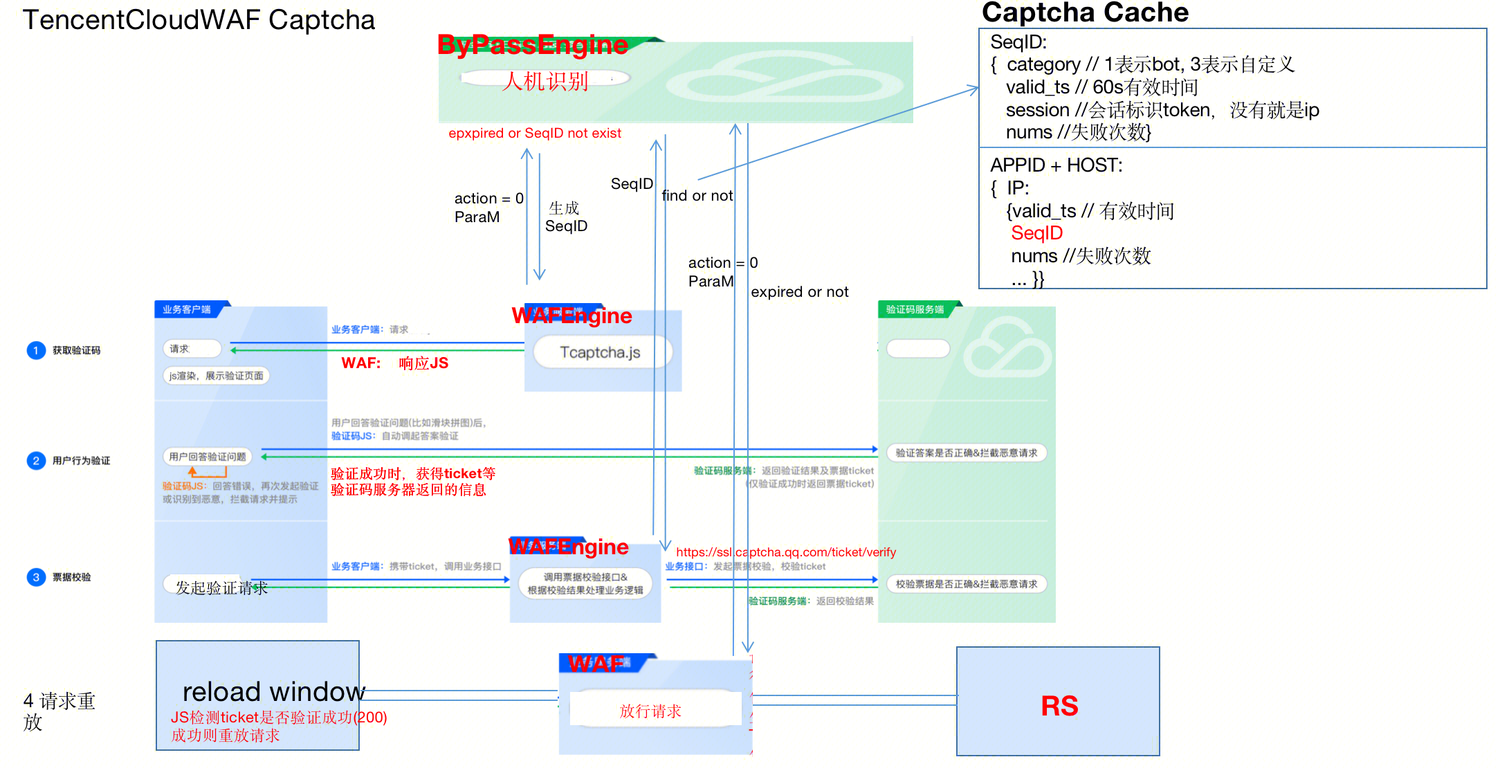 TencentCloudWAF Captcha
Captcha Cache
ByPassEngine
人机识别
SeqID:
{ category // 1表示bot, 3表示自定义
valid_ts // 60s有效时间
session //会话标识token，没有就是ip
nums //失败次数}
epxpired or SeqID not exist
APPID + HOST:
{ IP:
{valid_ts // 有效时间
SeqID
nums //失败次数
... }}
action = 0
ParaM
生成
SeqID
SeqID
find or not
action = 0
ParaM
expired or not
业务客户端
WAFEngine
验证码服务端
1 获取验证码
请求
业务客户端：请求
Tcaptcha.js
WAF: 响应JS
js渲染，展示验证页面
用户回答验证问题(比如滑块拼图)后，
验证码JS：自动调起答案验证
2 用户行为验证
用户回答验证问题
验证答案是否正确&拦截恶意请求
验证成功时，获得ticket等
验证码服务器返回的信息
验证码服务端：返回验证结果及票据ticket
(仅验证成功时返回票据ticket)
验证码JS：回答错误，再次发起验证
或识别到恶意，拦截请求并提示
WAFEngine
https://ssl.captcha.qq.com/ticket/verify
3 票据校验
业务客户端：携带ticket，调用业务接口
业务接口：发起票据校验，校验ticket
发起验证请求
调用票据校验接口&
根据校验结果处理业务逻辑
校验票据是否正确&拦截恶意请求
验证码服务端：返回校验结果
WAF
4 请求重
放
reload window
JS检测ticket是否验证成功(200)
成功则重放请求
放行请求
RS